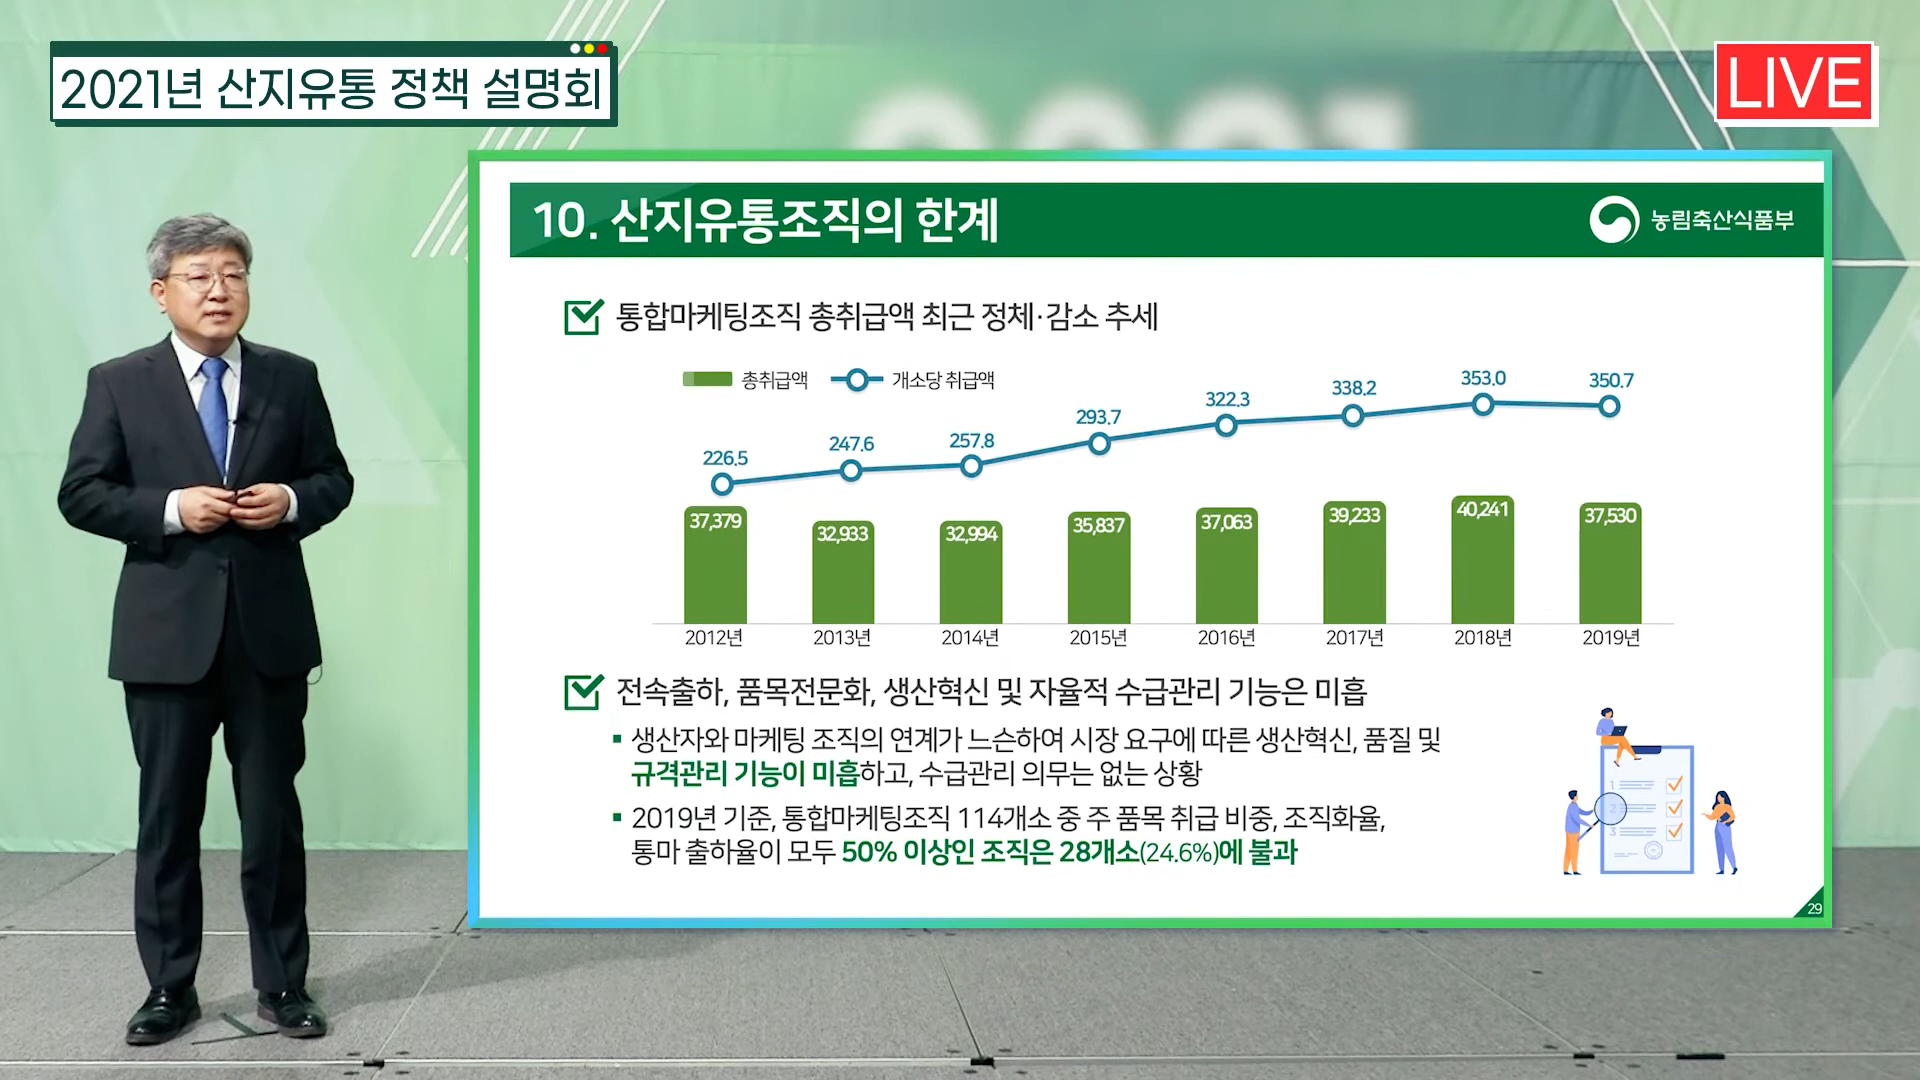 2021년 산지유통 정책 설명회
LIVE
10. 산지유통조직의 한계
농림축산식품부
통합마케팅조직 총취급액 최근 정체·감소 추세
총취급액 개소당 취급액
226.5 247.6 257.8 293.7 322.3 338.2 353.0 350.7
37,379 32,933 32,994 35,837 37,063 39,233 40,241 37,530
2012년 2013년 2014년 2015년 2016년 2017년 2018년 2019년
전속출하, 품목전문화, 생산혁신 및 자율적 수급관리 기능은 미흡
생산자와 마케팅 조직의 연계가 느슨하여 시장 요구에 따른 생산혁신, 품질 및
규격관리 기능이 미흡하고, 수급관리 의무는 없는 상황
2019년 기준, 통합마케팅조직 114개소 중 주 품목 취급 비중, 조직화율,
통마 출하율이 모두 50% 이상인 조직은 28개소(24.6%)에 불과
1
2
3
29